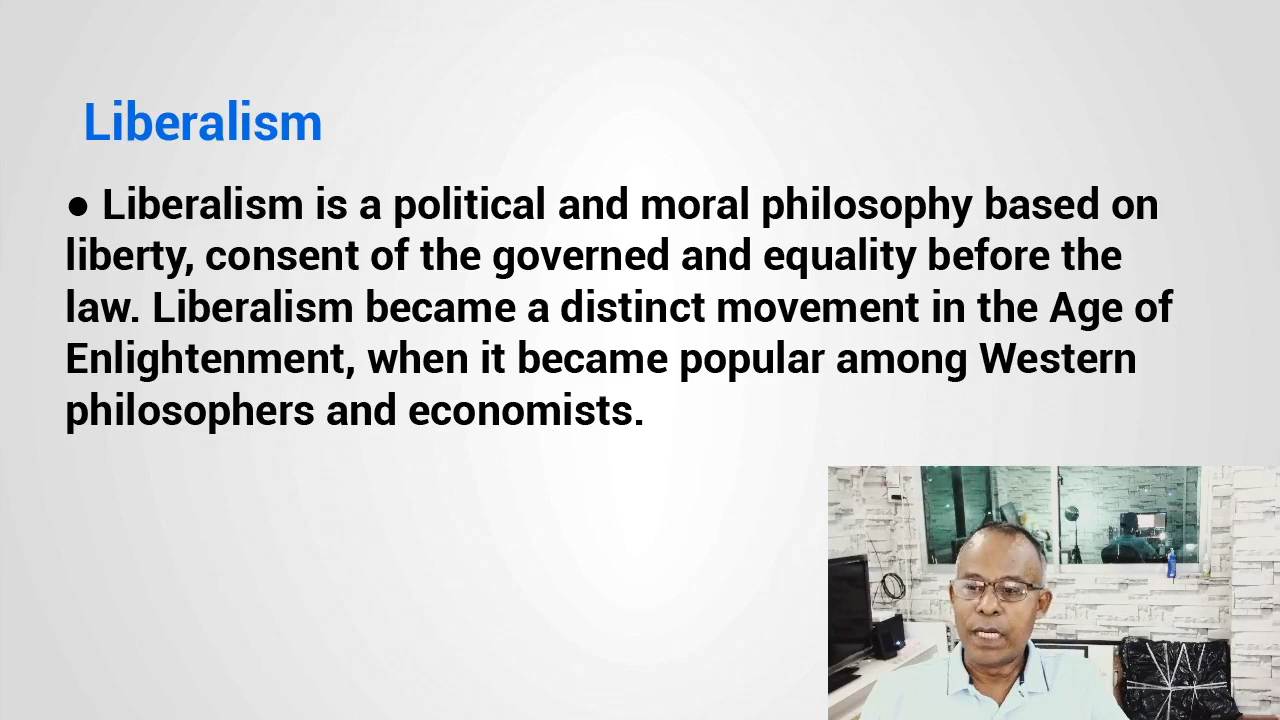 Liberalism
● Liberalism is a political and moral philosophy based on
liberty, consent of the governed and equality before the
law. Liberalism became a distinct movement in the Age of
Enlightenment, when it became popular among Western
philosophers and economists.